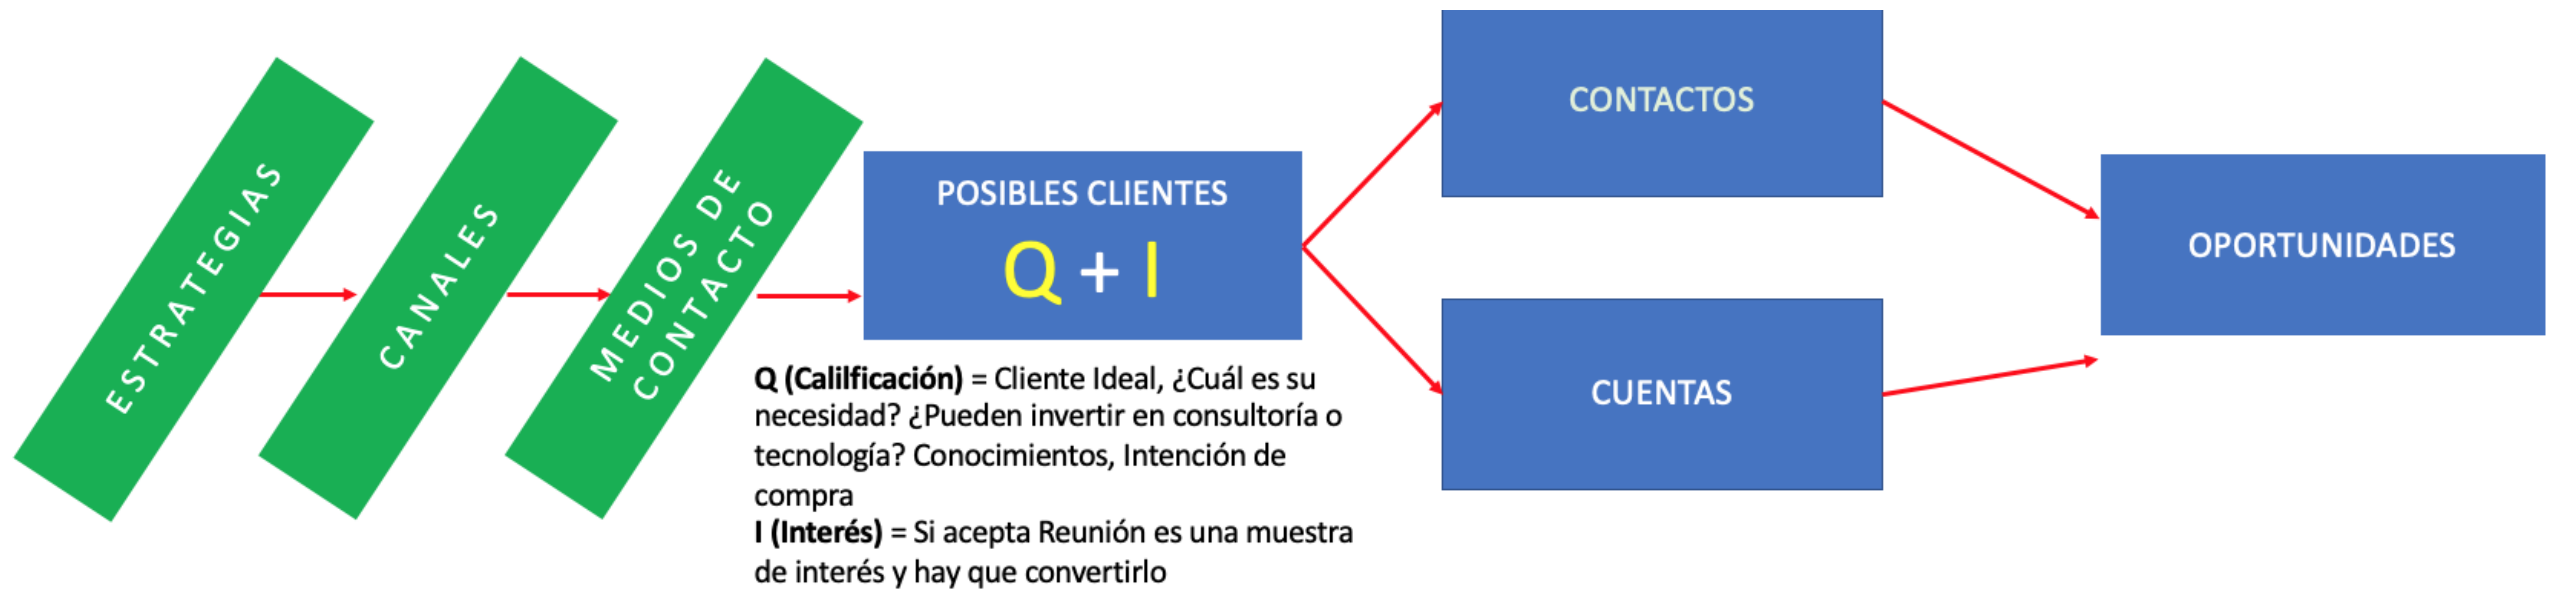 ESTRATEGIAS
CANALES
MEDIOS DE
CONTACTO
POSIBLES CLIENTES
Q + I
Q (Calilficación) = Cliente Ideal, ¿Cuál es su
necesidad? ¿Pueden invertir en consultoría o
tecnología? Conocimientos, Intención de
compra
I (Interés) = Si acepta Reunión es una muestra
de interés y hay que convertirlo
CONTACTOS
CUENTAS
OPORTUNIDADES